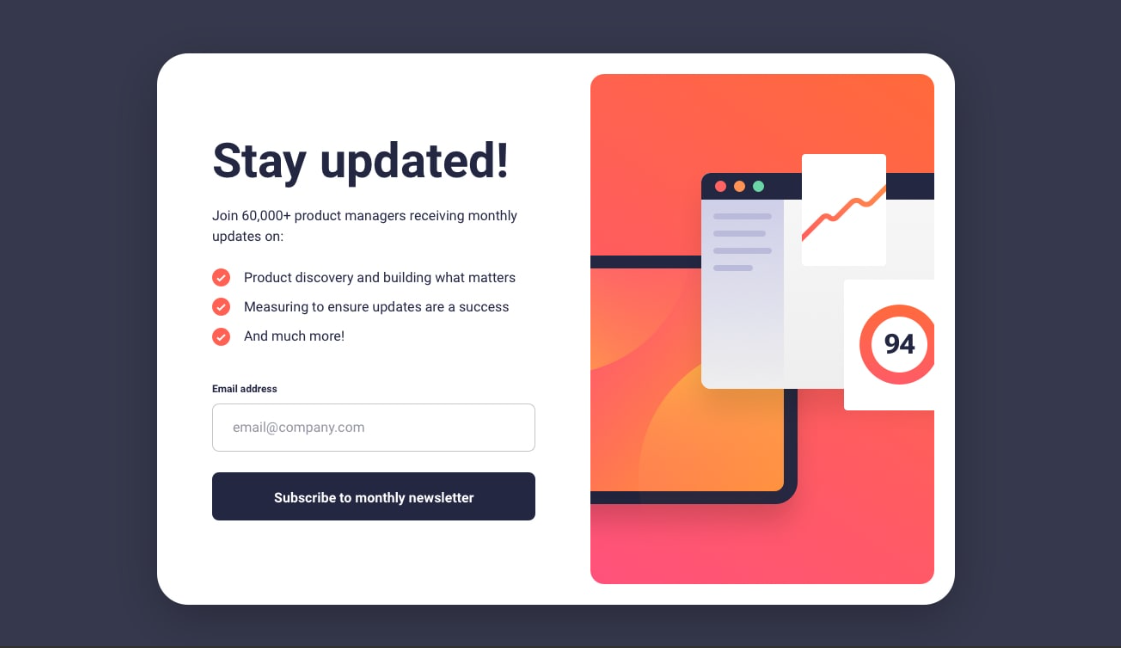 Stay updated!
Join 60,000+ product managers receiving monthly
updates on:
Product discovery and building what matters
Measuring to ensure updates are a success
And much more!
Email address
email@company.com
Subscribe to monthly newsletter
94